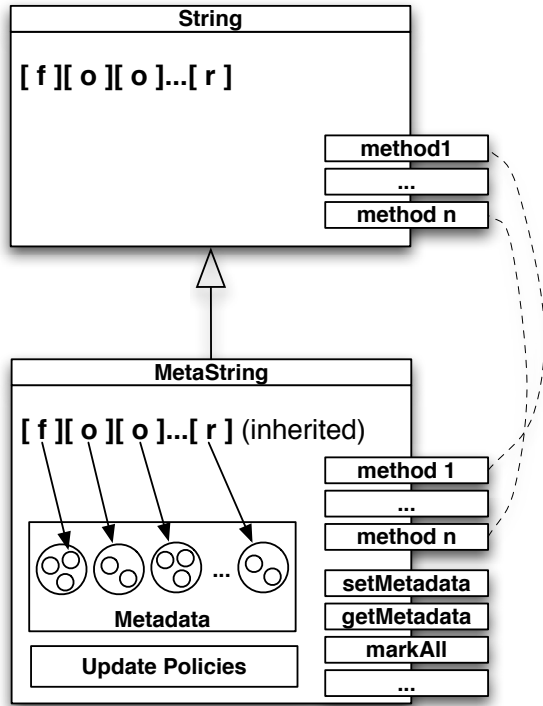 String
[ f ][ o ][ o ]...[ r ]
method1
...
method n
MetaString
[ f ][ o ][ o ]...[ r ] (inherited)
method 1
...
method n
setMetadata
getMetadata
markAll
...
...
Metadata
Update Policies